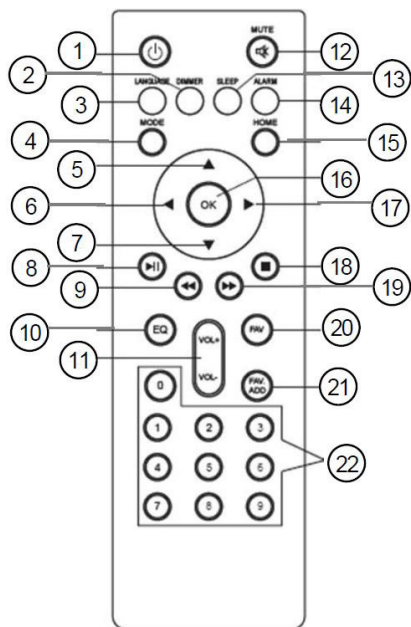 MUTE
1
12
2
LANGUAGE DIMMER SLEEP ALARM
13
3
14
MODE
HOME
4
15
5
16
6
OK
17
7
8
18
9
19
10
EQ
VOL+
FAV
20
11
VOL-
FAV.
ADD
21
0
1 2 3
4 5 6
22
7 8 9